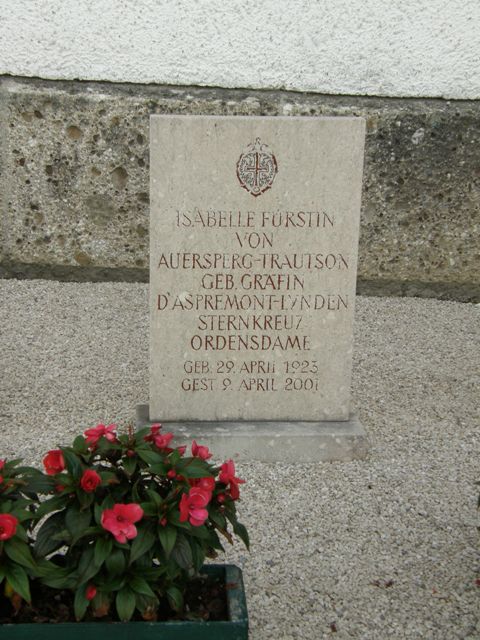 ISABELLE FÜRSTIN
VON
AUERSPERG-TRAUTSON
GEB. GRÄFIN
D'ASPREMONT-LYNDEN
STERNKREUZ
ORDENSDAME
GEB. 29. APRIL 1923
GEST. 9. APRIL 2001